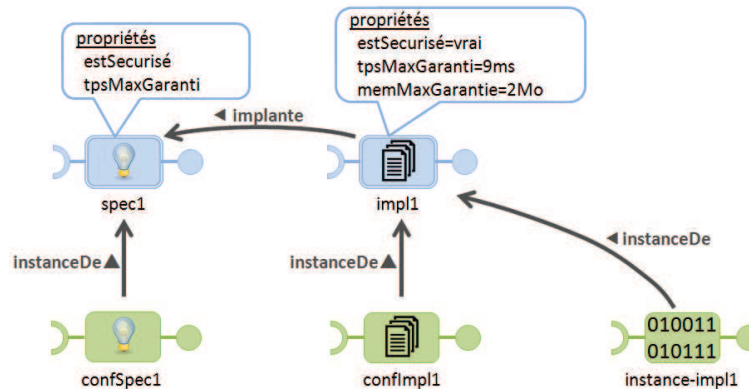 propriétés
estSecurisé
tpsMaxGaranti
propriétés
estSecurisé=vrai
tpsMaxGaranti=9ms
memMaxGarantie=2Mo
◄ implante
spec1
impl1
instanceDe▲
instanceDe▲
◄ instanceDe
010011
010111
confSpec1
confImpl1
instance-impl1